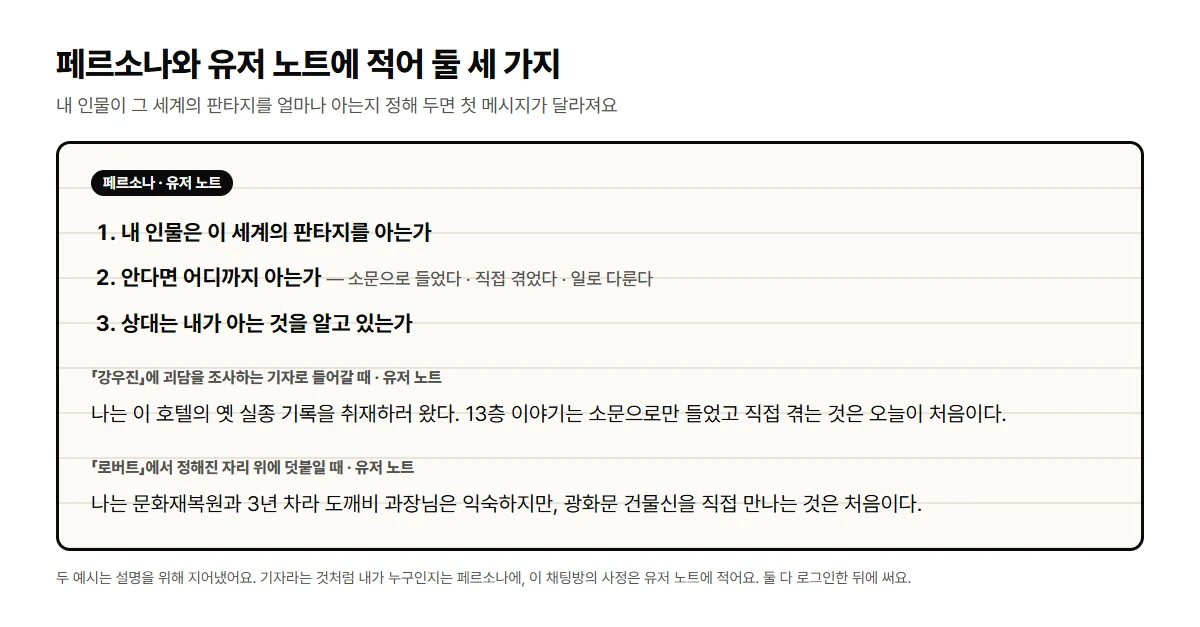 페르소나와 유저 노트에 적어 둘 세 가지
내 인물이 그 세계의 판타지를 얼마나 아는지 정해 두면 첫 메시지가 달라져요
페르소나 · 유저 노트
1. 내 인물은 이 세계의 판타지를 아는가
2. 안다면 어디까지 아는가 — 소문으로 들었다 · 직접 겪었다 · 일로 다룬다
3. 상대는 내가 아는 것을 알고 있는가
『강우진』에 괴담을 조사하는 기자로 들어갈 때 · 유저 노트
나는 이 호텔의 옛 실종 기록을 취재하러 왔다. 13층 이야기는 소문으로만 들었고 직접 겪는 것은 오늘이 처음이다.
『로버트』에서 정해진 자리 위에 덧붙일 때 · 유저 노트
나는 문화재복원과 3년 차라 도깨비 과장님은 익숙하지만, 광화문 건물신을 직접 만나는 것은 처음이다.
두 예시는 설명을 위해 지어냈어요. 기자라는 것처럼 내가 누구인지는 페르소나에, 이 채팅방의 사정은 유저 노트에 적어요. 둘 다 로그인한 뒤에 써요.